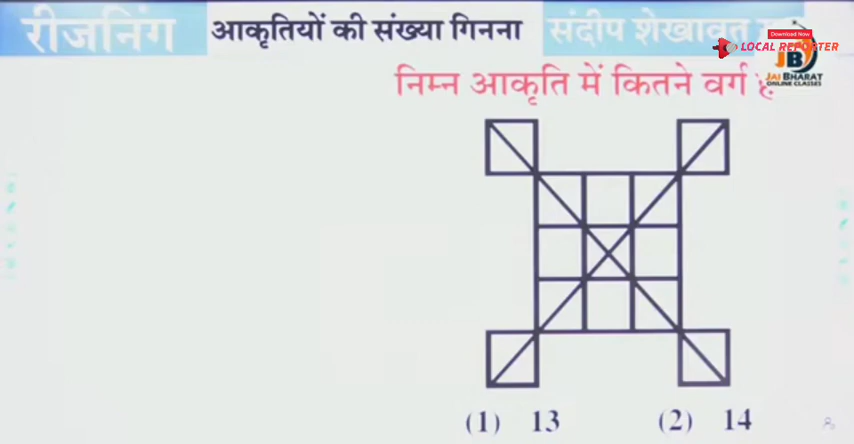 रीजनिंग
आकृतियों की संख्या गिनना
संदीप शेखावत
Download Now
LOCAL REPORTER
JB
JAI BHARAT
ONLINE CLASSES
निम्न आकृति में कितने वर्ग
(1) 13 (2) 14